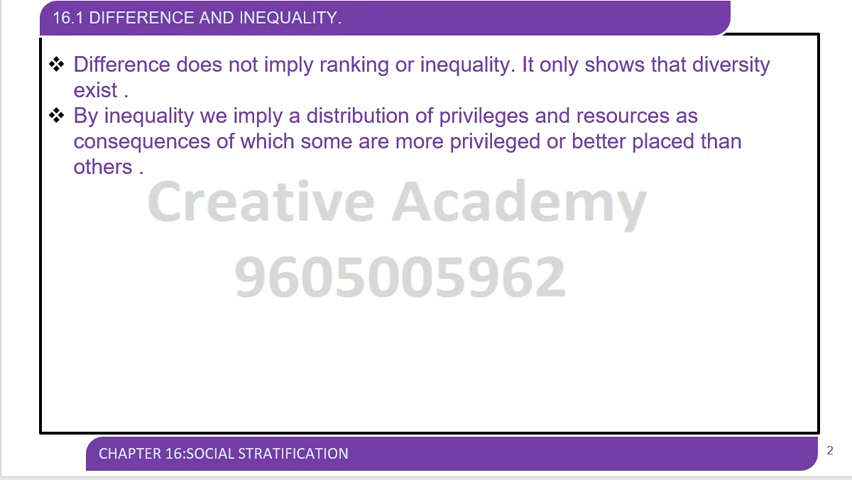 16.1 DIFFERENCE AND INEQUALITY.
❖ Difference does not imply ranking or inequality. It only shows that diversity
exist .
❖ By inequality we imply a distribution of privileges and resources as
consequences of which some are more privileged or better placed than
others .
Creative Academy
9605005962
CHAPTER 16:SOCIAL STRATIFICATION
2